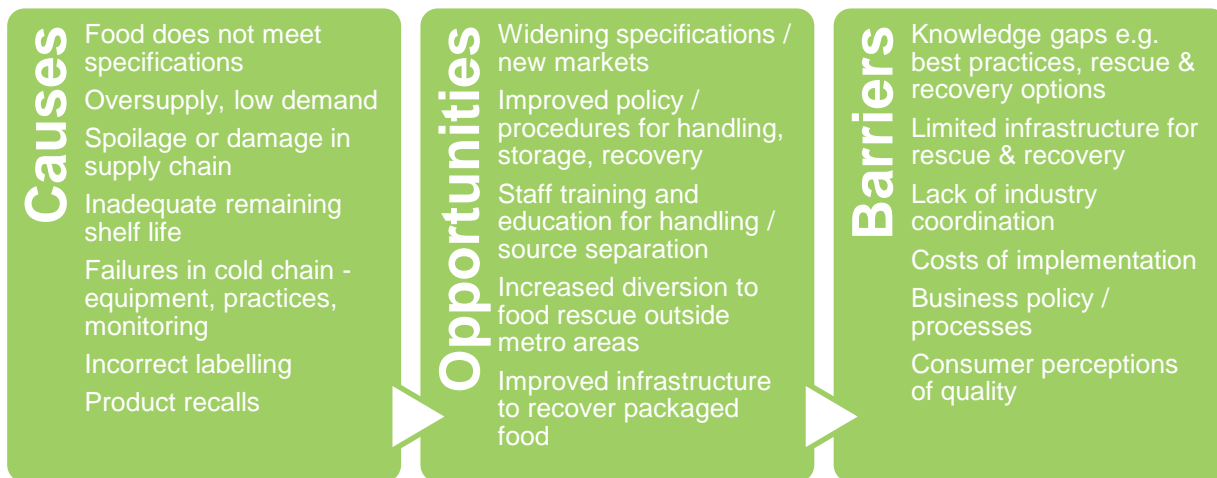 Causes
Food does not meet
specifications
Oversupply, low demand
Spoilage or damage in
supply chain
Inadequate remaining
shelf life
Failures in cold chain -
equipment, practices,
monitoring
Incorrect labelling
Product recalls
Opportunities
Widening specifications /
new markets
Improved policy /
procedures for handling,
storage, recovery
Staff training and
education for handling /
source separation
Increased diversion to
food rescue outside
metro areas
Improved infrastructure
to recover packaged
food
Barriers
Knowledge gaps e.g.
best practices, rescue &
recovery options
Limited infrastructure for
rescue & recovery
Lack of industry
coordination
Costs of implementation
Business policy /
processes
Consumer perceptions
of quality